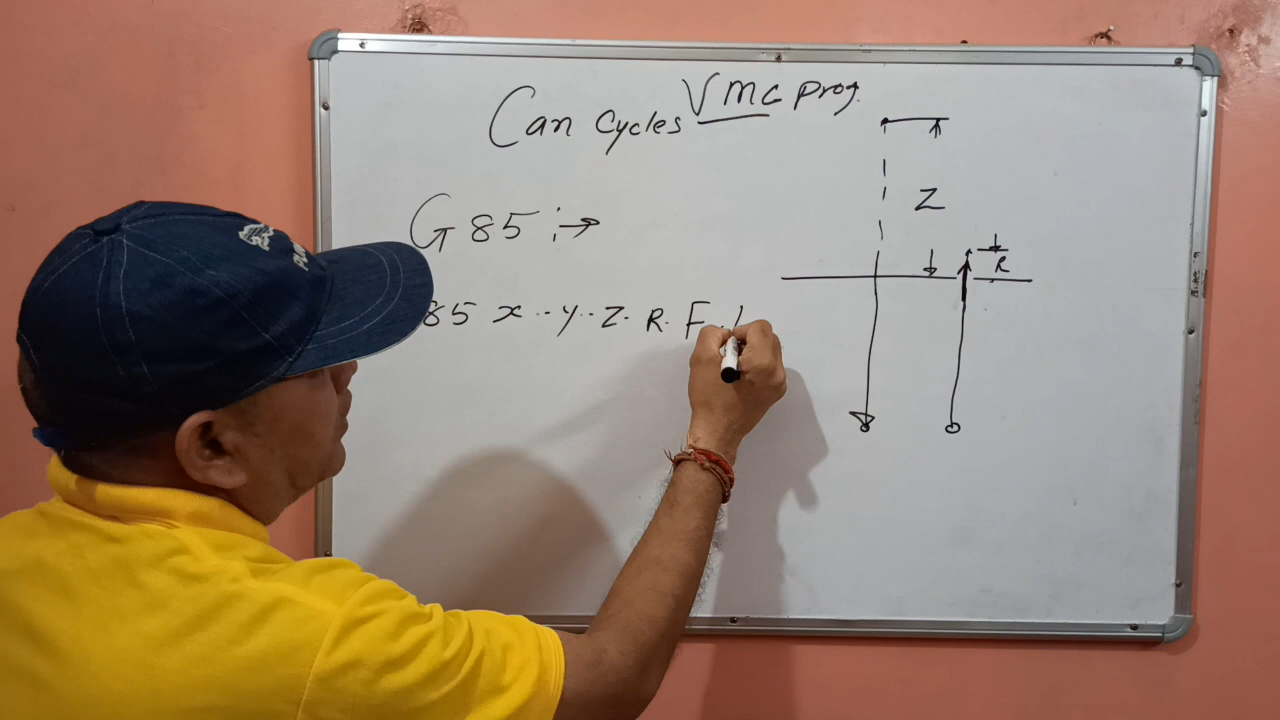 Can Cycles VMC Prog.
G85 ;→
85 x .. y .. Z . R . F .
Z
R